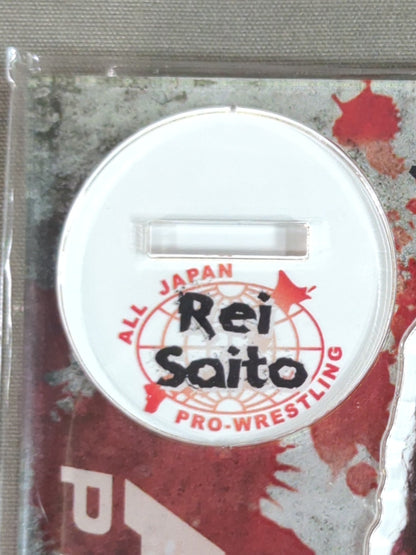 ALL JAPAN
Rei
Saito
PRO-WRESTLING
P